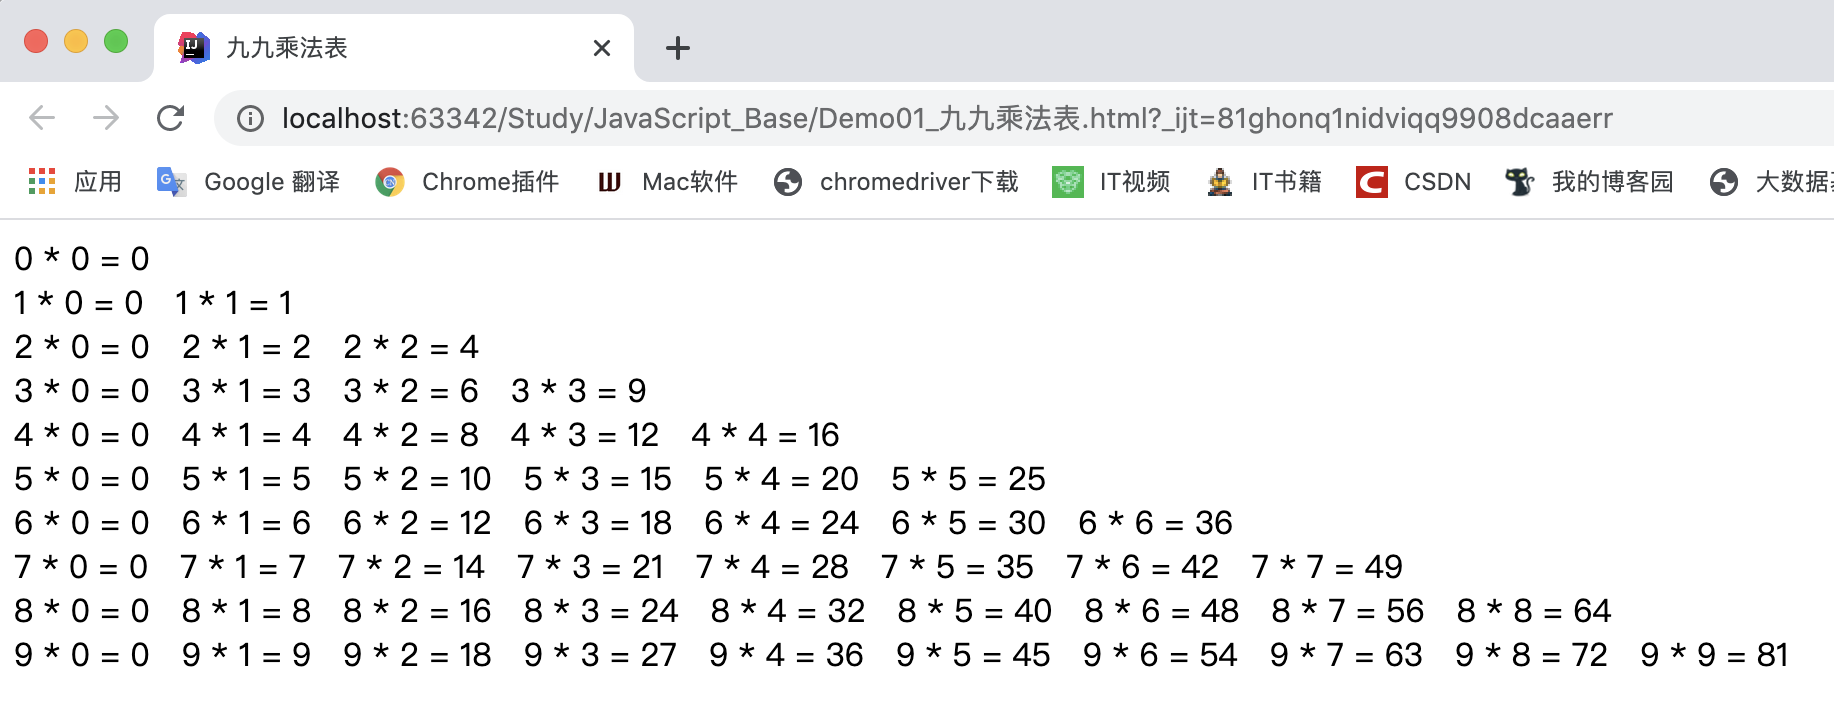 九九乘法表
localhost:63342/Study/JavaScript_Base/Demo01_九九乘法表.html?_ijt=81ghonq1nidviqq9908dcaaerr
应用 Google 翻译 Chrome插件 Mac软件 chromedriver下载 IT视频 IT书籍 CSDN 我的博客园 大数据
0 * 0 = 0
1 * 0 = 0 1 * 1 = 1
2 * 0 = 0 2 * 1 = 2 2 * 2 = 4
3 * 0 = 0 3 * 1 = 3 3 * 2 = 6 3 * 3 = 9
4 * 0 = 0 4 * 1 = 4 4 * 2 = 8 4 * 3 = 12 4 * 4 = 16
5 * 0 = 0 5 * 1 = 5 5 * 2 = 10 5 * 3 = 15 5 * 4 = 20 5 * 5 = 25
6 * 0 = 0 6 * 1 = 6 6 * 2 = 12 6 * 3 = 18 6 * 4 = 24 6 * 5 = 30 6 * 6 = 36
7 * 0 = 0 7 * 1 = 7 7 * 2 = 14 7 * 3 = 21 7 * 4 = 28 7 * 5 = 35 7 * 6 = 42 7 * 7 = 49
8 * 0 = 0 8 * 1 = 8 8 * 2 = 16 8 * 3 = 24 8 * 4 = 32 8 * 5 = 40 8 * 6 = 48 8 * 7 = 56 8 * 8 = 64
9 * 0 = 0 9 * 1 = 9 9 * 2 = 18 9 * 3 = 27 9 * 4 = 36 9 * 5 = 45 9 * 6 = 54 9 * 7 = 63 9 * 8 = 72 9 * 9 = 81